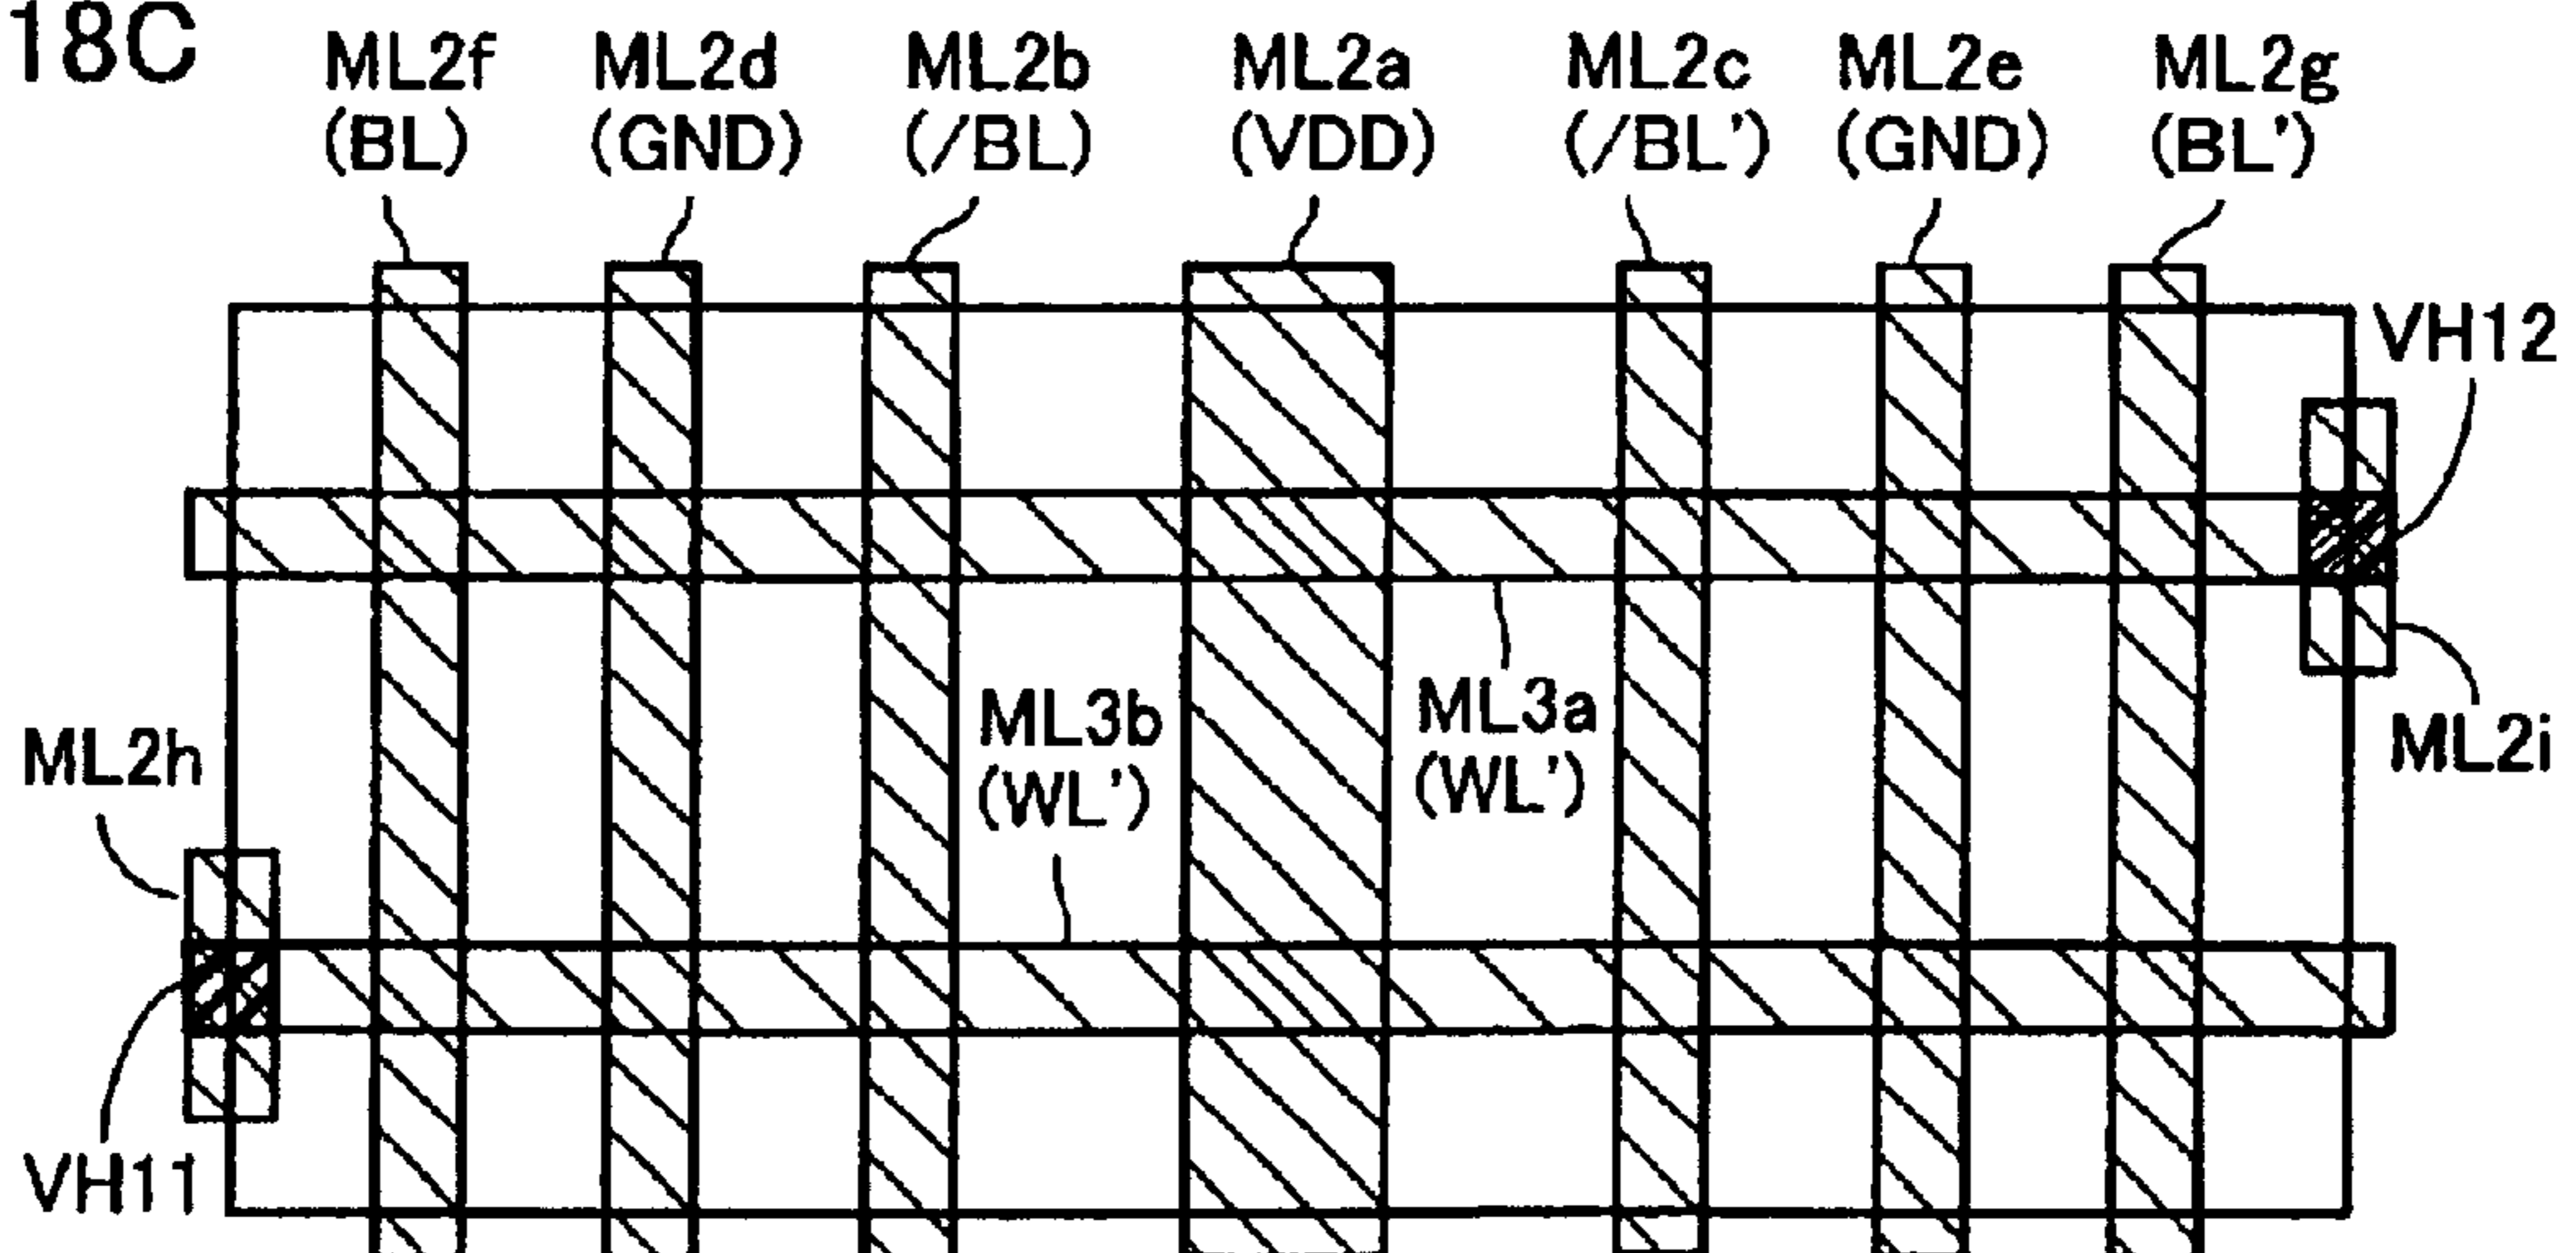 18C
ML2f ML2d ML2b ML2a ML2c ML2e ML2g
(BL) (GND) (/BL) (VDD) (/BL') (GND) (BL')
VH12
ML3b ML3a
(WL') (WL')
ML2h ML2i
VH11